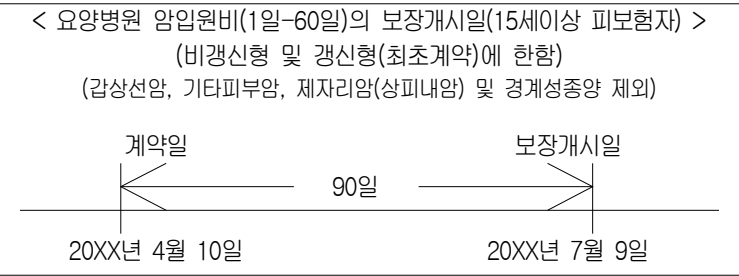 < 요양병원 암입원비(1일-60일)의 보장개시일(15세이상 피보험자) >
(비갱신형 및 갱신형(최초계약)에 한함)
(갑상선암, 기타피부암, 제자리암(상피내암) 및 경계성종양 제외)
계약일 보장개시일
90일
20XX년 4월 10일 20XX년 7월 9일